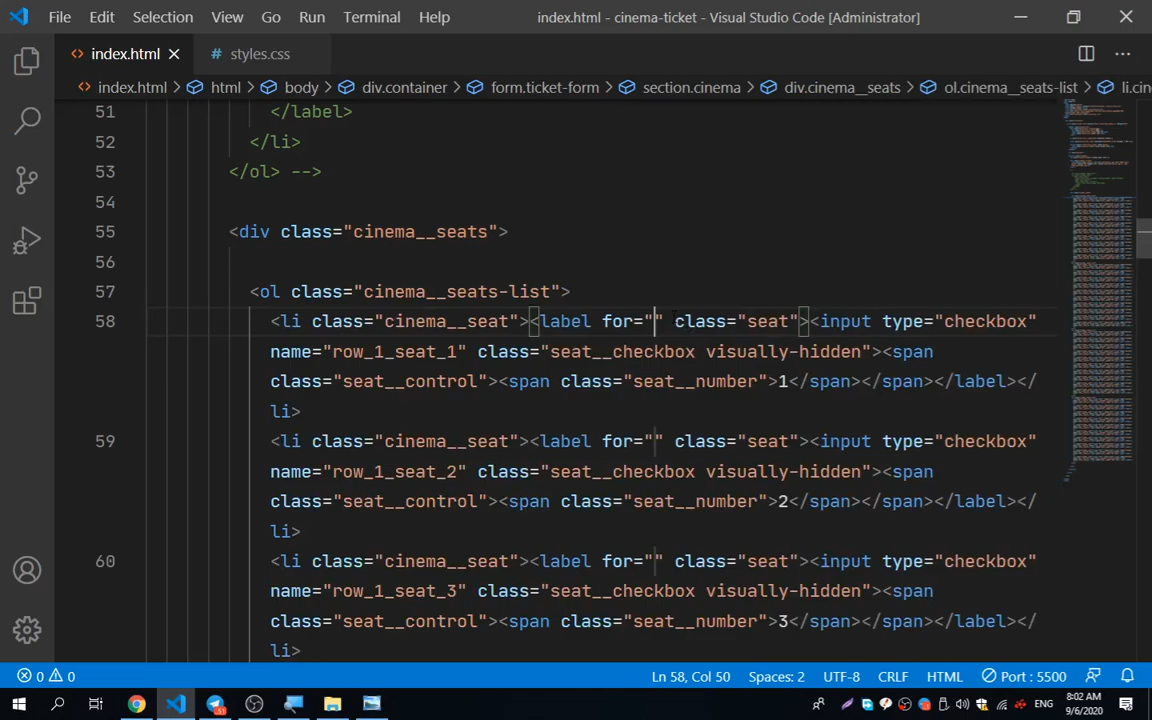 File Edit Selection View Go Run Terminal Help index.html - cinema-ticket - Visual Studio Code [Administrator]
<> index.html × # styles.css ...
<> index.html > html > body > div.container > form.ticket-form > section.cinema > div.cinema__seats > ol.cinema__seats-list > li.cin
51 </label>
52 </li>
53 </ol> -->
54
55 <div class="cinema__seats">
56
57 <ol class="cinema__seats-list">
58 <li class="cinema__seat"><label for="" class="seat"><input type="checkbox"
name="row_1_seat_1" class="seat__checkbox visually-hidden"><span
class="seat__control"><span class="seat__number">1</span></span></label></
li>
59 <li class="cinema__seat"><label for="" class="seat"><input type="checkbox"
name="row_1_seat_2" class="seat__checkbox visually-hidden"><span
class="seat__control"><span class="seat__number">2</span></span></label></
li>
60 <li class="cinema__seat"><label for="" class="seat"><input type="checkbox"
name="row_1_seat_3" class="seat__checkbox visually-hidden"><span
class="seat__control"><span class="seat__number">3</span></span></label></
li>
0 0 Ln 58, Col 50 Spaces: 2 UTF-8 CRLF HTML Port : 5500
ENG 8:02 AM
9/6/2020